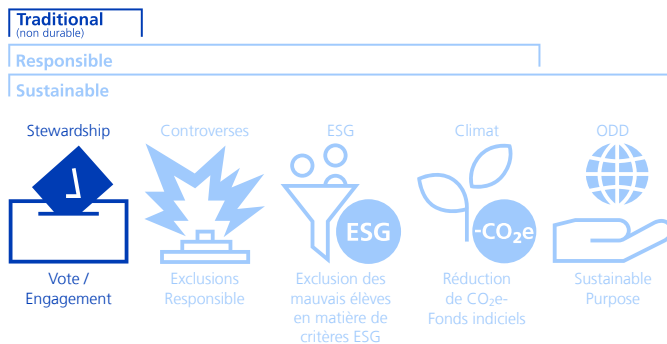 Traditional
(non durable)
Responsible
Sustainable
Stewardship
Controverses
ESG
Climat
ODD
ESG
-CO₂e
Vote /
Engagement
Exclusions
Responsible
Exclusion des
mauvais élèves
en matière de
critères ESG
Réduction
de CO₂e-
Fonds indiciels
Sustainable
Purpose